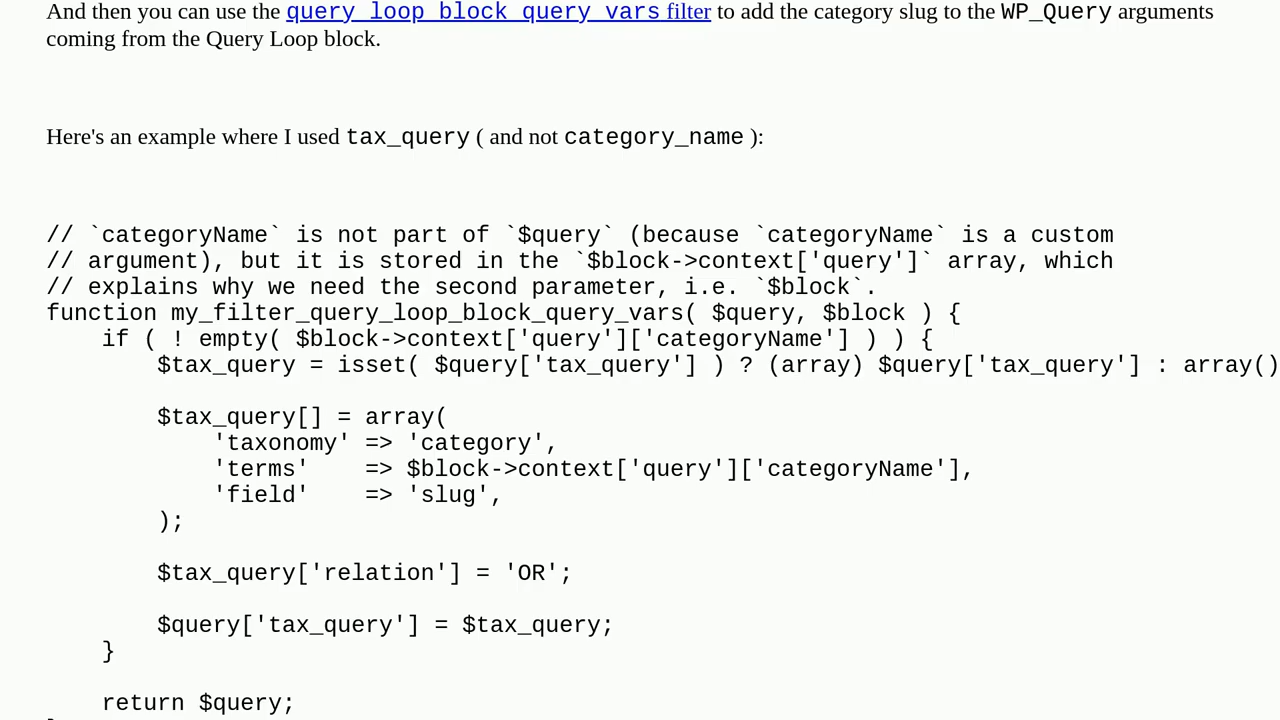 And then you can use the query_loop_block_query_vars filter to add the category slug to the WP_Query arguments
coming from the Query Loop block.
Here's an example where I used tax_query ( and not category_name ):
// `categoryName` is not part of `$query` (because `categoryName` is a custom
// argument), but it is stored in the `$block->context['query']` array, which
// explains why we need the second parameter, i.e. `$block`.
function my_filter_query_loop_block_query_vars( $query, $block ) {
    if ( ! empty( $block->context['query']['categoryName'] ) ) {
        $tax_query = isset( $query['tax_query'] ) ? (array) $query['tax_query'] : array()
        $tax_query[] = array(
            'taxonomy' => 'category',
            'terms'    => $block->context['query']['categoryName'],
            'field'    => 'slug',
        );
        $tax_query['relation'] = 'OR';
        $query['tax_query'] = $tax_query;
    }
    return $query;